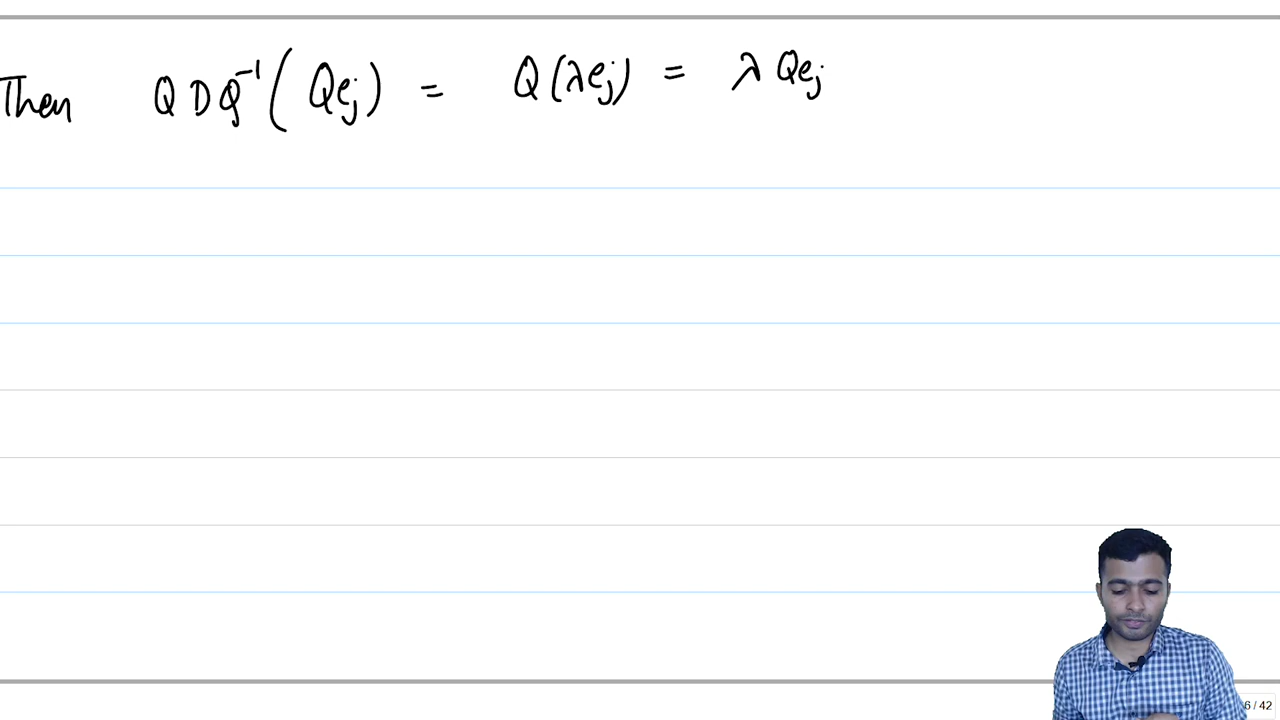 Then QDQ⁻¹(Qeⱼ) = Q(λeⱼ) = λQeⱼ
6 / 42